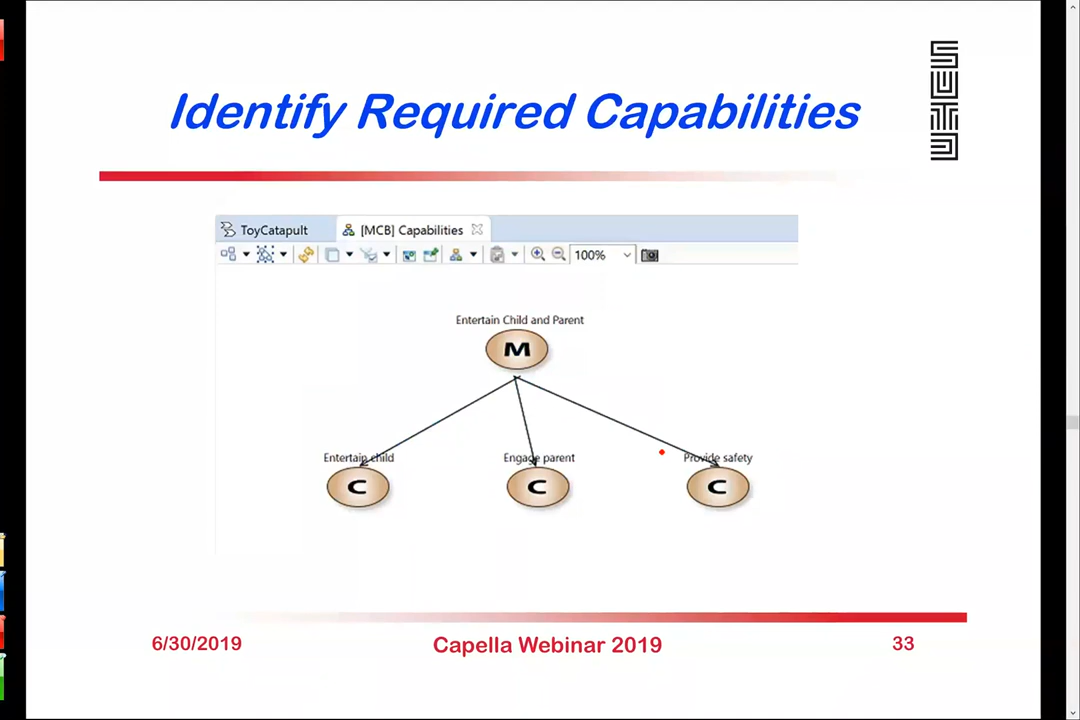 Identify Required Capabilities
SUTD
ToyCatapult
[MCB] Capabilities
100%
Entertain Child and Parent
M
Entertain child
Engage parent
Provide safety
C
C
C
6/30/2019
Capella Webinar 2019
33